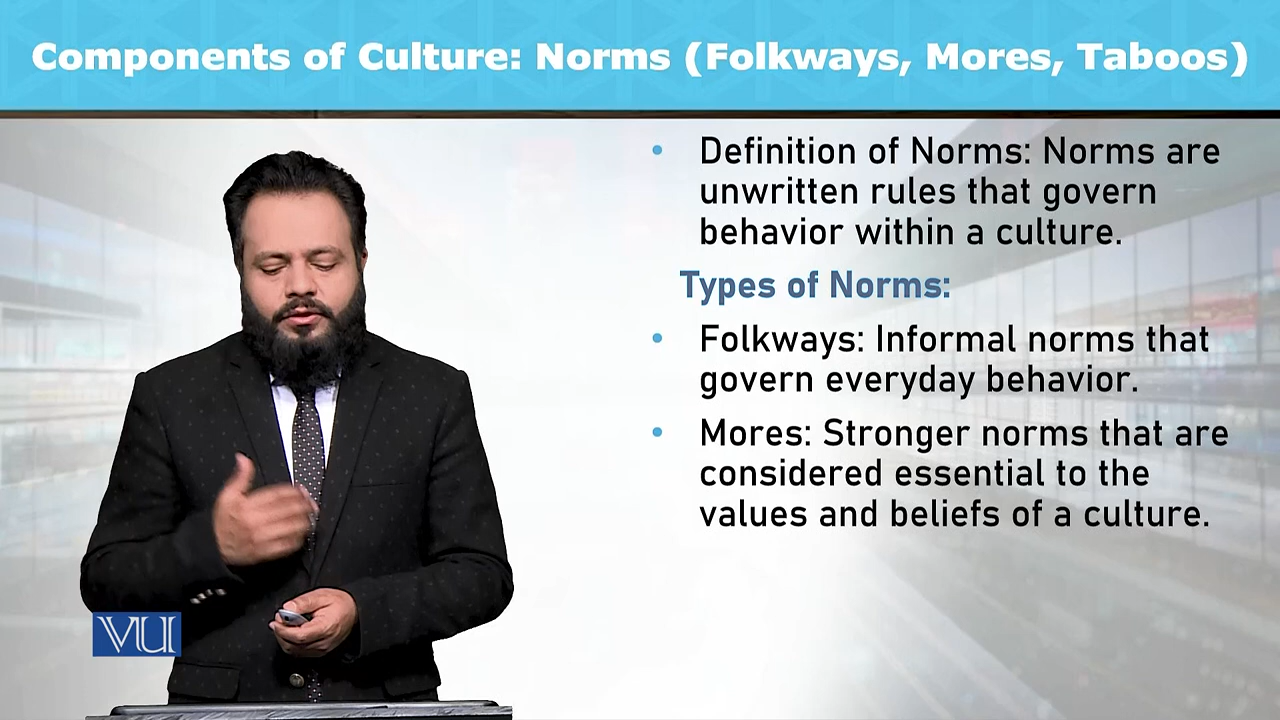 Components of Culture: Norms (Folkways, Mores, Taboos)
• Definition of Norms: Norms are
unwritten rules that govern
behavior within a culture.
Types of Norms:
• Folkways: Informal norms that
govern everyday behavior.
• Mores: Stronger norms that are
considered essential to the
values and beliefs of a culture.
VU